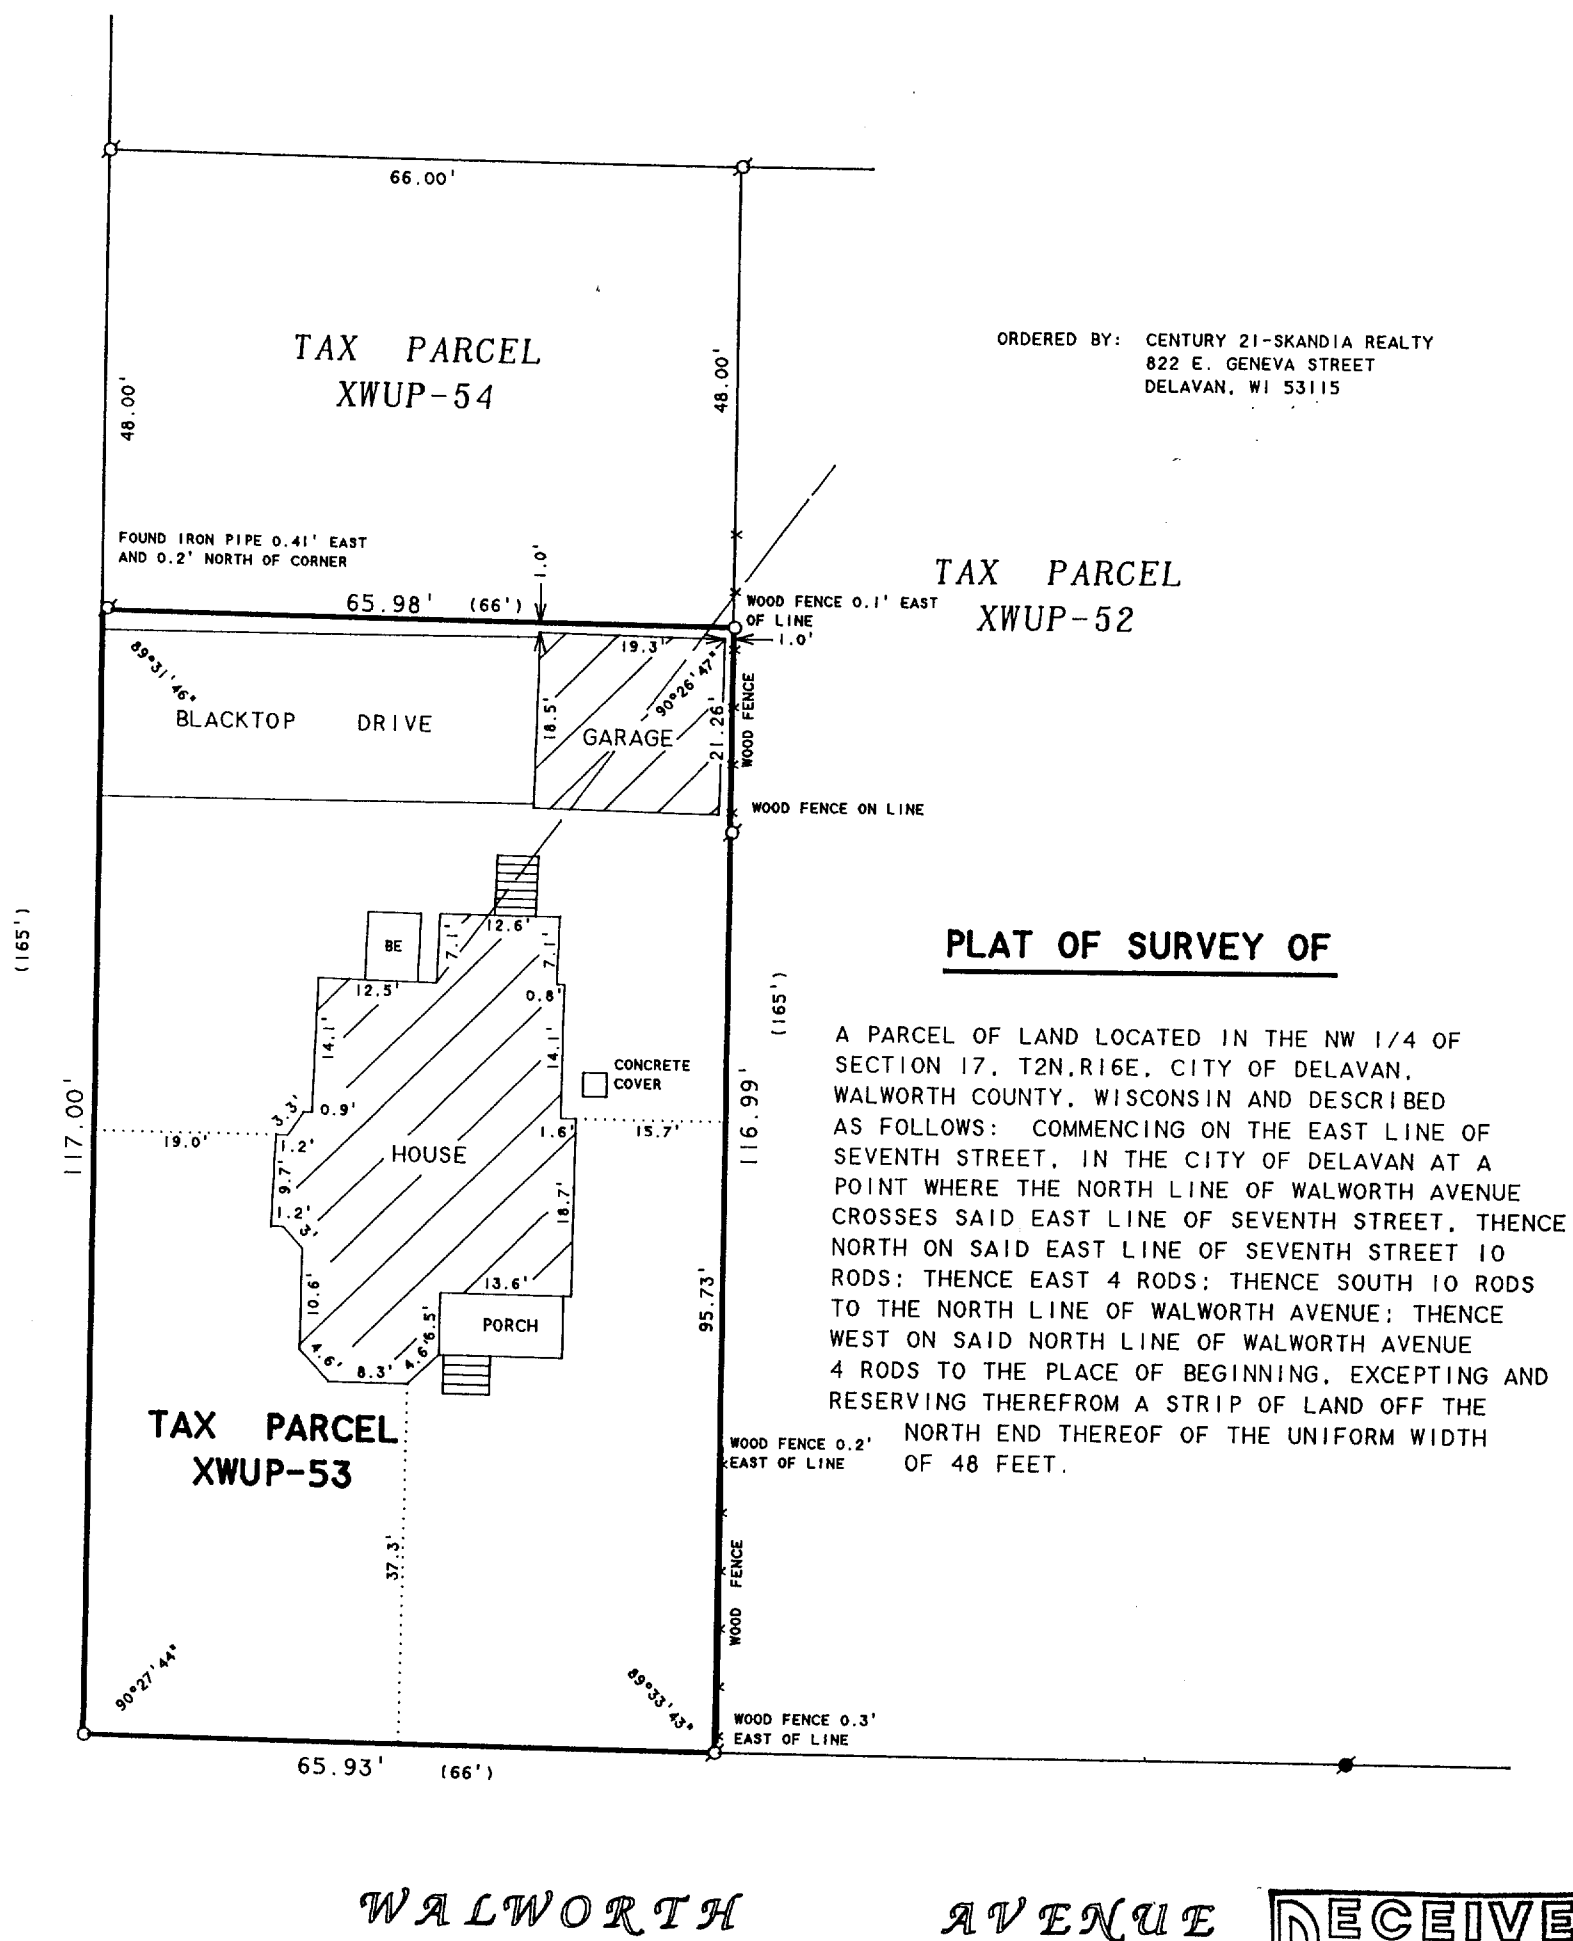 66.00'
TAX PARCEL
XWUP-54
48.00'
48.00'
ORDERED BY: CENTURY 21-SKANDIA REALTY
822 E. GENEVA STREET
DELAVAN, WI 53115
FOUND IRON PIPE 0.41' EAST
AND 0.2' NORTH OF CORNER
1.0'
65.98' (66')
WOOD FENCE 0.1' EAST
OF LINE
1.0'
TAX PARCEL
XWUP-52
89°31'46"
19.3'
90°26'47"
BLACKTOP DRIVE
18.5'
GARAGE
21.26'
WOOD FENCE
WOOD FENCE ON LINE
(165')
BE
7.1'
12.6'
7.1'
12.5'
0.8'
14.1'
14.1'
(165')
CONCRETE
COVER
PLAT OF SURVEY OF
A PARCEL OF LAND LOCATED IN THE NW 1/4 OF
SECTION 17, T2N,R16E, CITY OF DELAVAN,
WALWORTH COUNTY, WISCONSIN AND DESCRIBED
AS FOLLOWS: COMMENCING ON THE EAST LINE OF
SEVENTH STREET, IN THE CITY OF DELAVAN AT A
POINT WHERE THE NORTH LINE OF WALWORTH AVENUE
CROSSES SAID EAST LINE OF SEVENTH STREET, THENCE
NORTH ON SAID EAST LINE OF SEVENTH STREET 10
RODS; THENCE EAST 4 RODS; THENCE SOUTH 10 RODS
TO THE NORTH LINE OF WALWORTH AVENUE; THENCE
WEST ON SAID NORTH LINE OF WALWORTH AVENUE
4 RODS TO THE PLACE OF BEGINNING, EXCEPTING AND
RESERVING THEREFROM A STRIP OF LAND OFF THE
NORTH END THEREOF OF THE UNIFORM WIDTH
OF 48 FEET.
117.00'
3.3'
0.9'
19.0'
1.2'
HOUSE
1.6'
15.7'
116.99'
9.7'
1.2'
3'
18.7'
10.6'
13.6'
95.73'
6.5'
PORCH
4.6'
8.3'
4.6'
TAX PARCEL
XWUP-53
WOOD FENCE 0.2'
EAST OF LINE
37.3'
WOOD FENCE
90°27'44"
89°33'43"
WOOD FENCE 0.3'
EAST OF LINE
65.93' (66')
WALWORTH AVENUE
RECEIVE